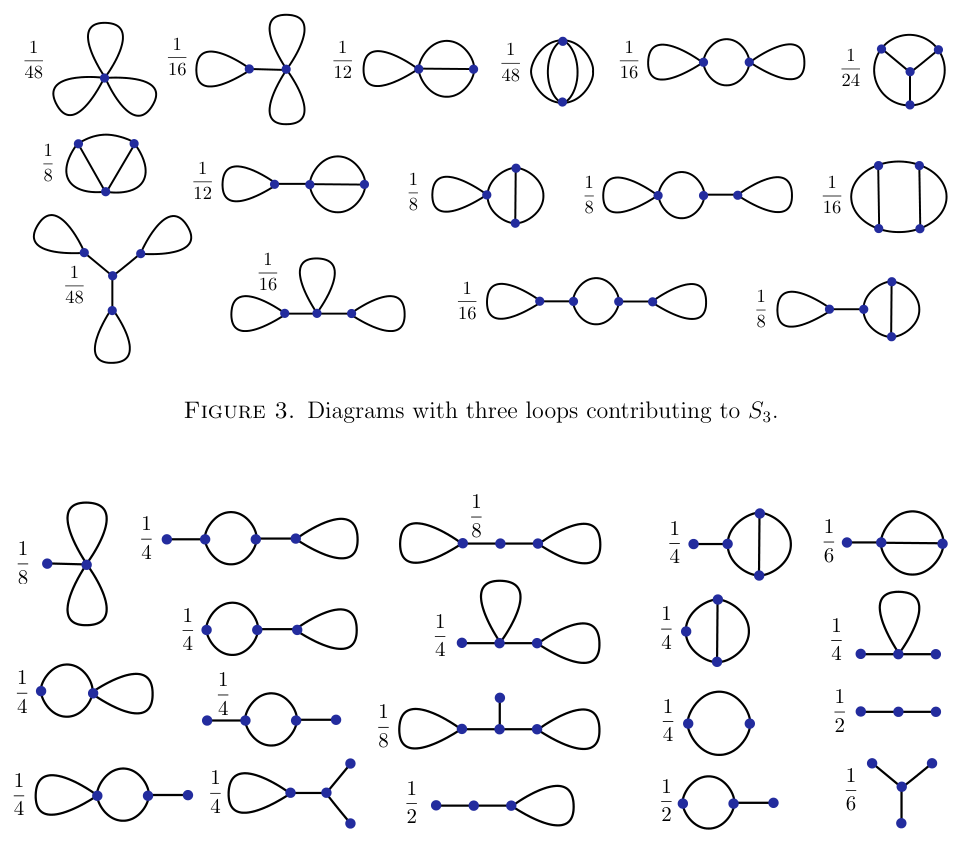 1/48 1/16 1/12 1/48 1/16 1/24
1/8 1/12 1/8 1/8 1/16
1/48 1/16 1/16 1/8
FIGURE 3. Diagrams with three loops contributing to S₃.
1/8 1/4 1/8 1/4 1/6
1/4 1/4 1/4 1/4
1/4 1/4 1/8 1/4 1/2
1/4 1/4 1/2 1/2 1/6